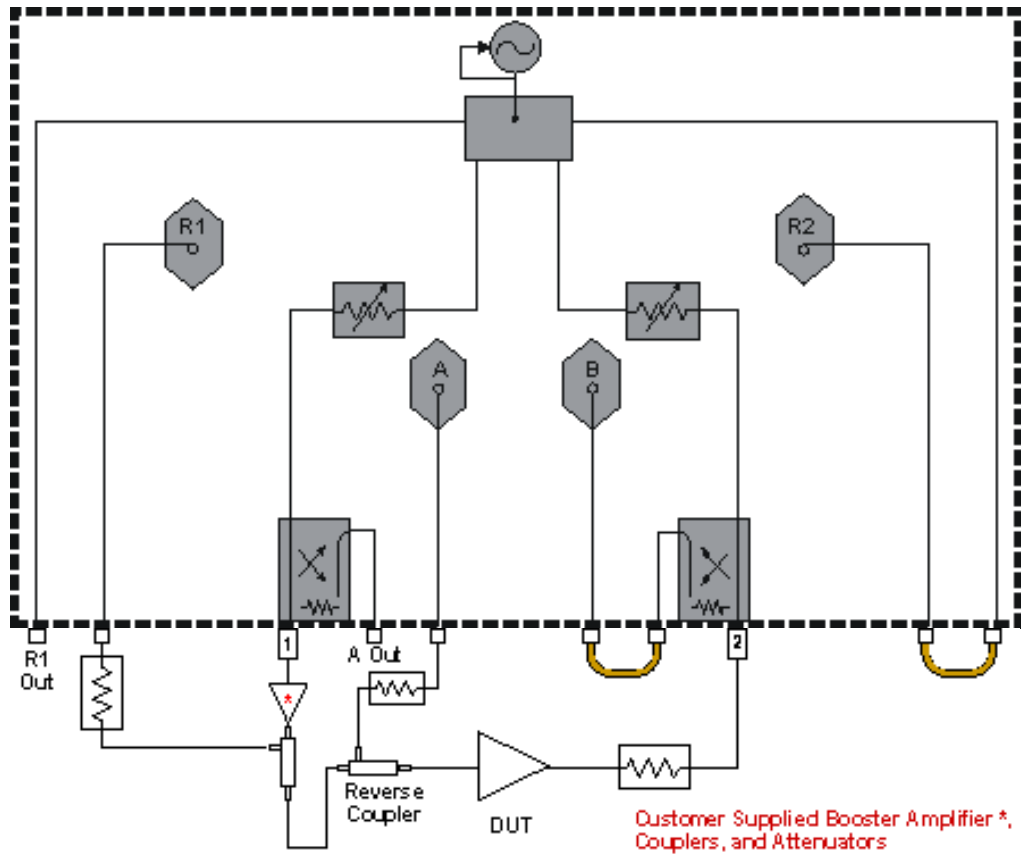 R1
R2
A
B
1
2
R1
Out
A Out
*
Reverse
Coupler
DUT
Customer Supplied Booster Amplifier *,
Couplers, and Attenuators